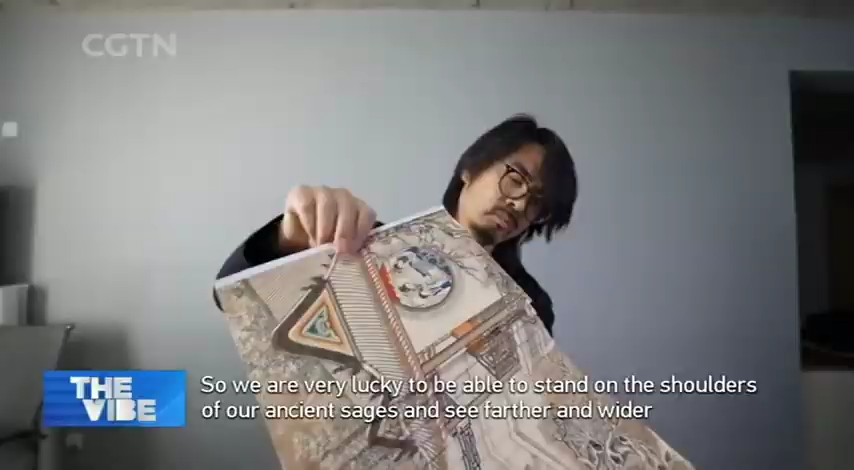 CGTN
THE
VIBE
So we are very lucky to be able to stand on the shoulders
of our ancient sages and see farther and wider